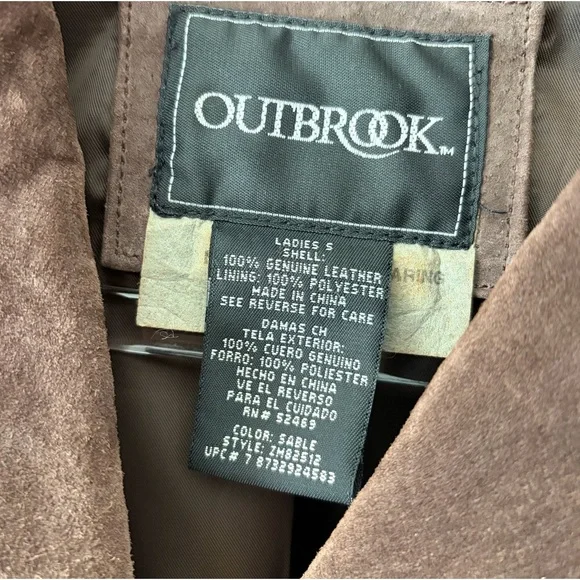 OUTBROOK™
LADIES S
SHELL:
100% GENUINE LEATHER
LINING: 100% POLYESTER
MADE IN CHINA
SEE REVERSE FOR CARE
DAMAS CH
TELA EXTERIOR:
100% CUERO GENUINO
FORRO: 100% POLIESTER
HECHO EN CHINA
VE EL REVERSO
PARA EL CUIDADO
RN# 52469
COLOR: SABLE
STYLE: ZM82512
UPC# 7 8732924583